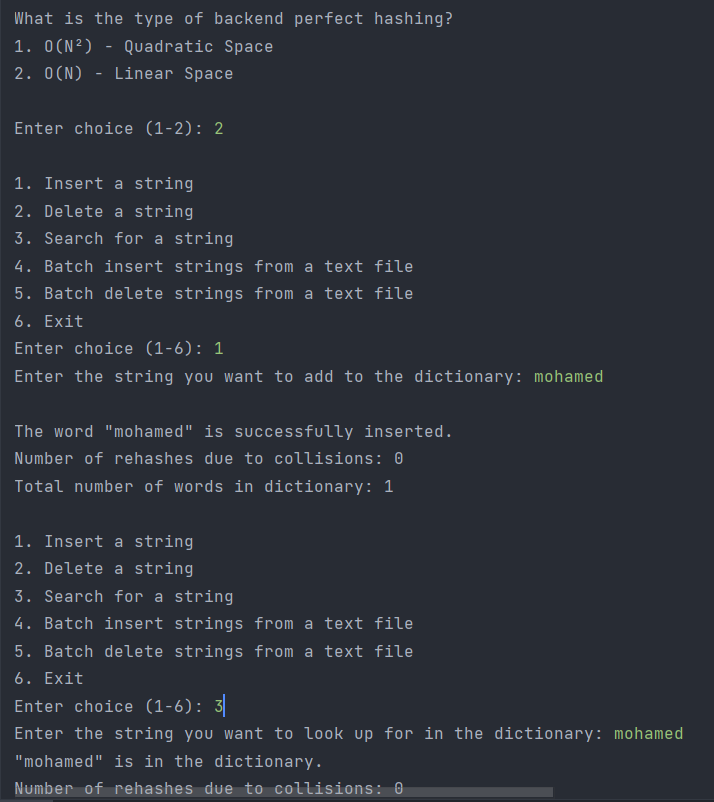 What is the type of backend perfect hashing?
1. O(N²) - Quadratic Space
2. O(N) - Linear Space
Enter choice (1-2): 2
1. Insert a string
2. Delete a string
3. Search for a string
4. Batch insert strings from a text file
5. Batch delete strings from a text file
6. Exit
Enter choice (1-6): 1
Enter the string you want to add to the dictionary: mohamed
The word "mohamed" is successfully inserted.
Number of rehashes due to collisions: 0
Total number of words in dictionary: 1
1. Insert a string
2. Delete a string
3. Search for a string
4. Batch insert strings from a text file
5. Batch delete strings from a text file
6. Exit
Enter choice (1-6): 3
Enter the string you want to look up for in the dictionary: mohamed
"mohamed" is in the dictionary.
Number of rehashes due to collisions: 0